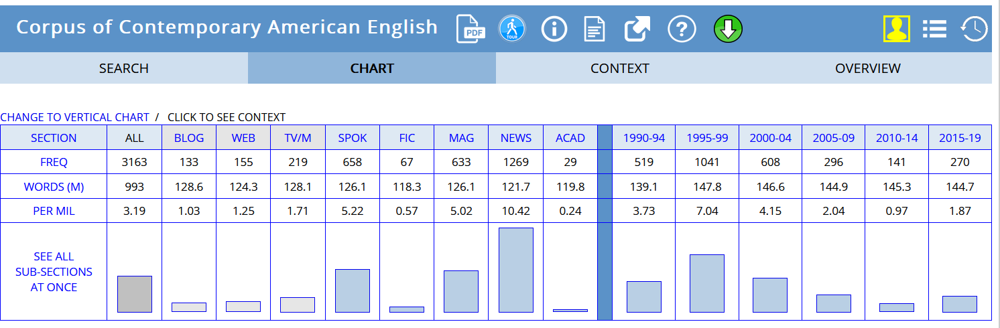 Corpus of Contemporary American English PDF TOUR
SEARCH CHART CONTEXT OVERVIEW
CHANGE TO VERTICAL CHART / CLICK TO SEE CONTEXT
SECTION ALL BLOG WEB TV/M SPOK FIC MAG NEWS ACAD 1990-94 1995-99 2000-04 2005-09 2010-14 2015-19
FREQ 3163 133 155 219 658 67 633 1269 29 519 1041 608 296 141 270
WORDS (M) 993 128.6 124.3 128.1 126.1 118.3 126.1 121.7 119.8 139.1 147.8 146.6 144.9 145.3 144.7
PER MIL 3.19 1.03 1.25 1.71 5.22 0.57 5.02 10.42 0.24 3.73 7.04 4.15 2.04 0.97 1.87
SEE ALL
SUB-SECTIONS
AT ONCE